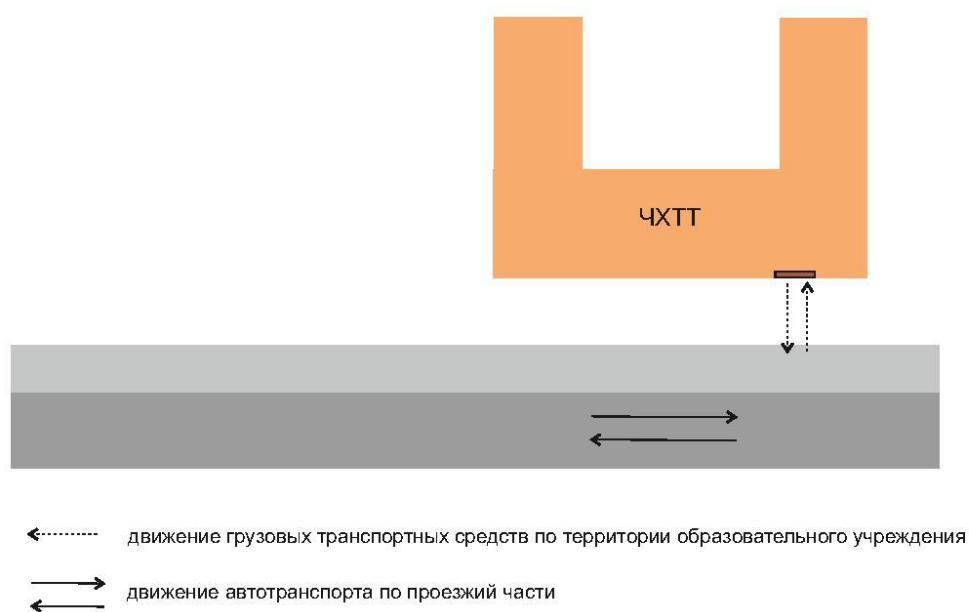 ЧХТТ
движение грузовых транспортных средств по территории образовательного учреждения
движение автотранспорта по проезжий части